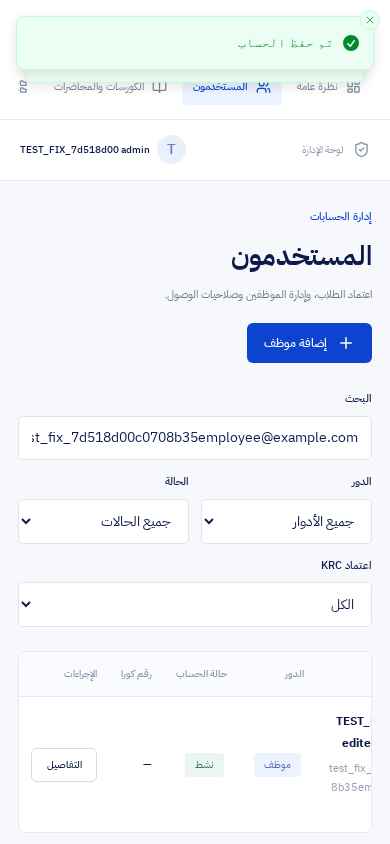 تم حفظ الحساب
نظرة عامة
المستخدمون
الكورسات والمحاضرات
لوحة الإدارة
T
TEST_FIX_7d518d00 admin
إدارة الحسابات
المستخدمون
اعتماد الطلاب، وإدارة الموظفين وصلاحيات الوصول.
إضافة موظف
البحث
st_fix_7d518d00c0708b35employee@example.com
الدور
الحالة
جميع الأدوار
جميع الحالات
اعتماد KRC
الكل
الدور
حالة الحساب
رقم كورا
الإجراءات
TEST_
edite
test_fix_
8b35em
موظف
نشط
—
التفاصيل